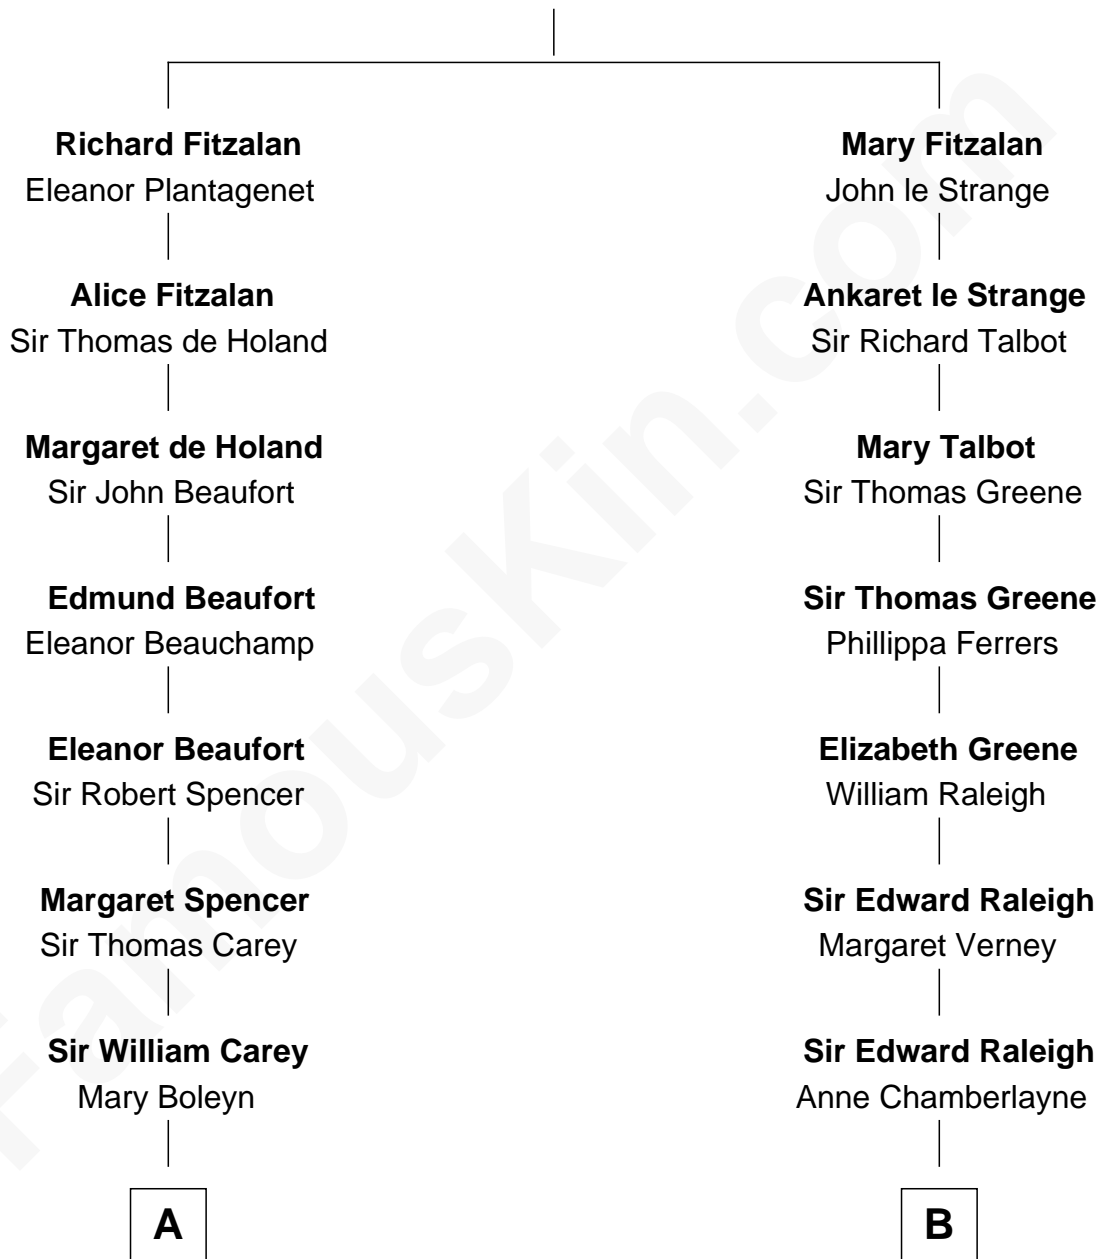 Richard Fitzalan
Eleanor Plantagenet
Alice Fitzalan
Sir Thomas de Holand
Margaret de Holand
Sir John Beaufort
Edmund Beaufort
Eleanor Beauchamp
Eleanor Beaufort
Sir Robert Spencer
Margaret Spencer
Sir Thomas Carey
Sir William Carey
Mary Boleyn
A
Mary Fitzalan
John le Strange
Ankaret le Strange
Sir Richard Talbot
Mary Talbot
Sir Thomas Greene
Sir Thomas Greene
Phillippa Ferrers
Elizabeth Greene
William Raleigh
Sir Edward Raleigh
Margaret Verney
Sir Edward Raleigh
Anne Chamberlayne
B
FamousKin.com